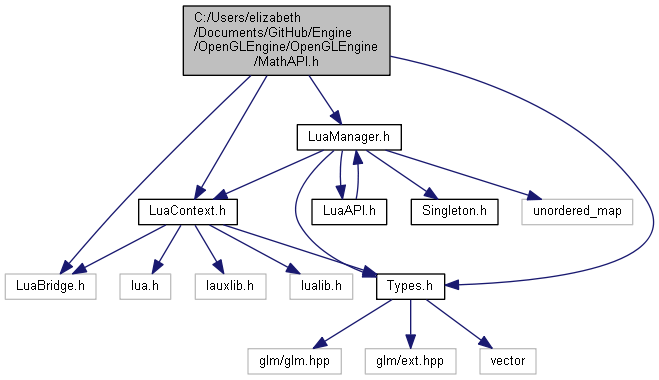 C:/Users/elizabeth
/Documents/GitHub/Engine
/OpenGLEngine/OpenGLEngine
/MathAPI.h
LuaManager.h
LuaContext.h
LuaAPI.h
Singleton.h
unordered_map
LuaBridge.h
lua.h
lauxlib.h
lualib.h
Types.h
glm/glm.hpp
glm/ext.hpp
vector